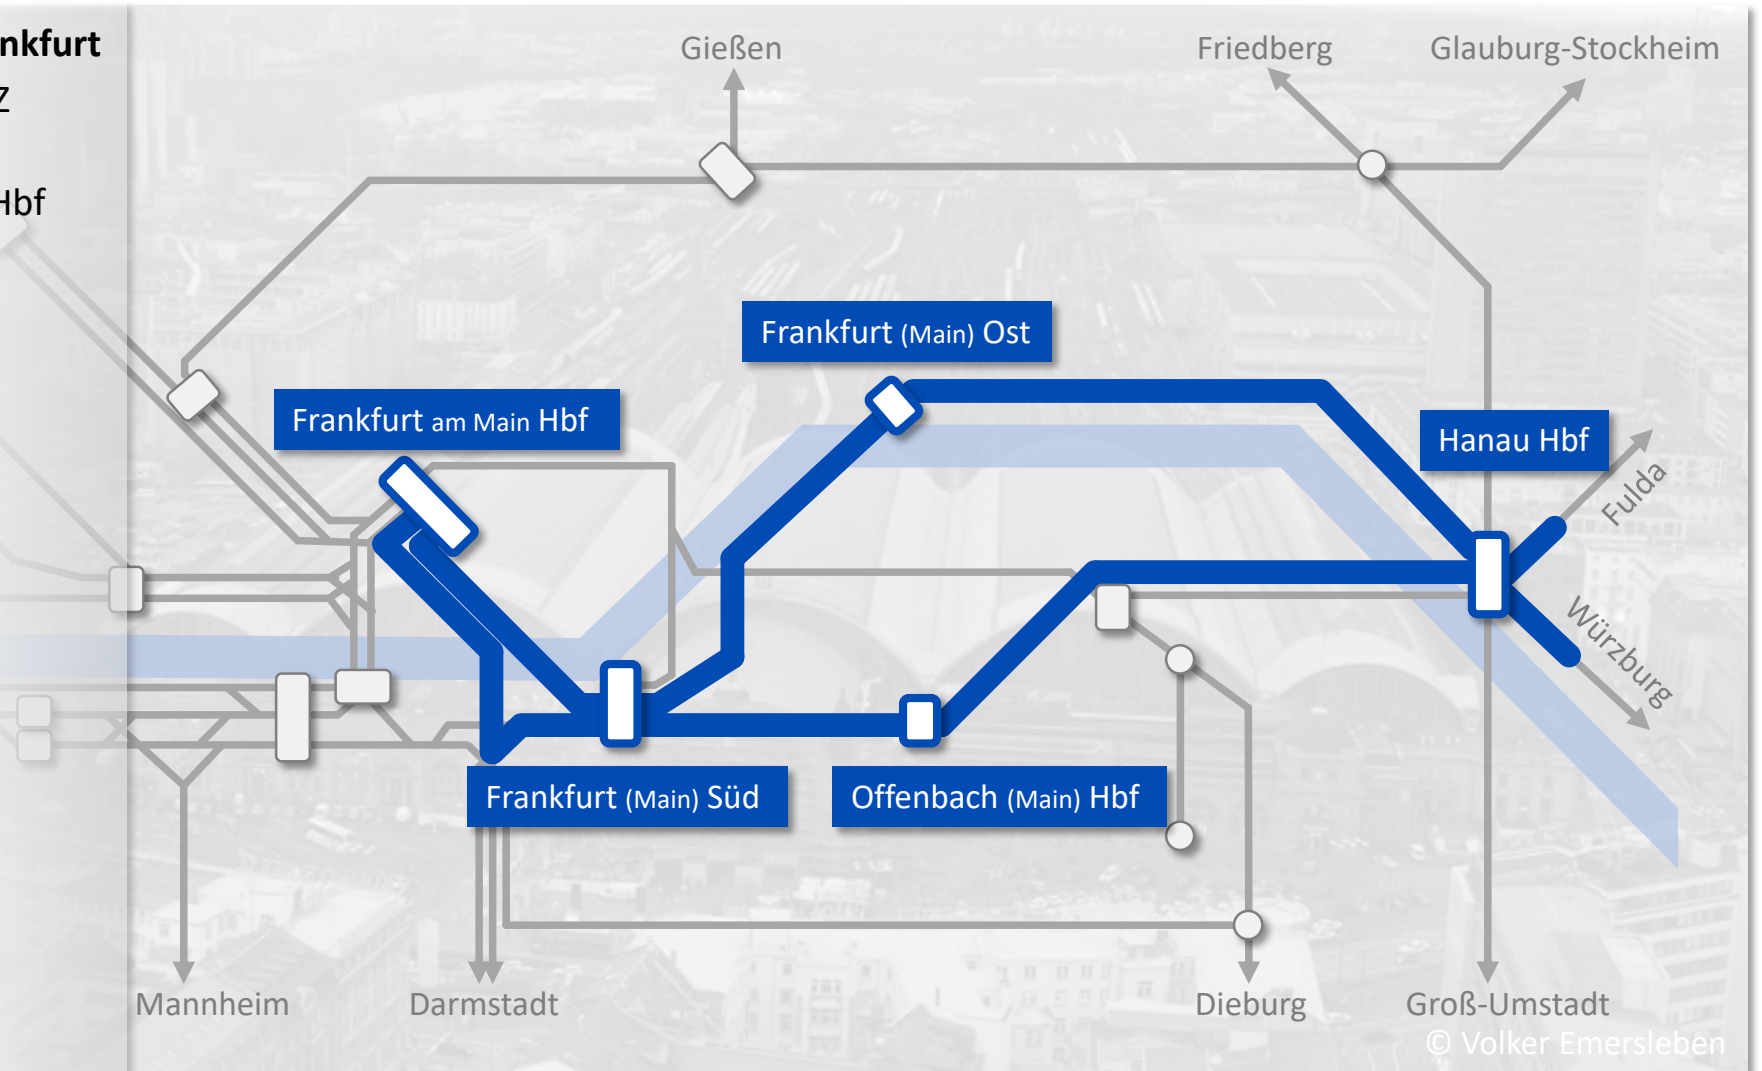 nkfurt
z
Hbf
Gießen
Friedberg
Glauburg-Stockheim
Frankfurt (Main) Ost
Frankfurt am Main Hbf
Hanau Hbf
Fulda
Würzburg
Frankfurt (Main) Süd
Offenbach (Main) Hbf
Mannheim
Darmstadt
Dieburg
Groß-Umstadt
© Volker Emersleben